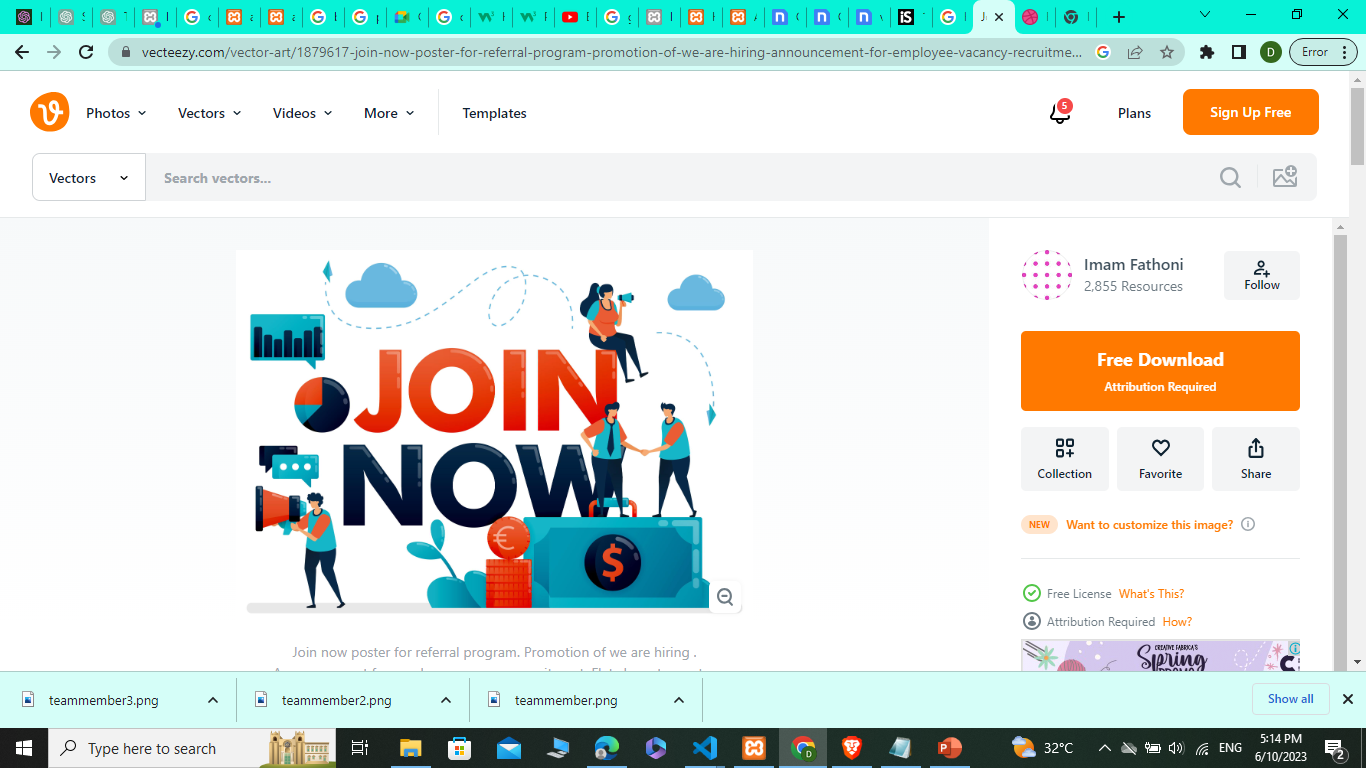 vecteezy.com/vector-art/1879617-join-now-poster-for-referral-program-promotion-of-we-are-hiring-announcement-for-employee-vacancy-recruitme...
D
Error
Photos
Vectors
Videos
More
Templates
5
Plans
Sign Up Free
Vectors
Search vectors...
JOIN
NOW
€
$
Join now poster for referral program. Promotion of we are hiring .
Imam Fathoni
2,855 Resources
Follow
Free Download
Attribution Required
Collection
Favorite
Share
NEW
Want to customize this image?
Free License What's This?
Attribution Required How?
CREATIVE FABRICA'S
Spring
teammember3.png
teammember2.png
teammember.png
Show all
Type here to search
32°C
ENG
5:14 PM
6/10/2023
2